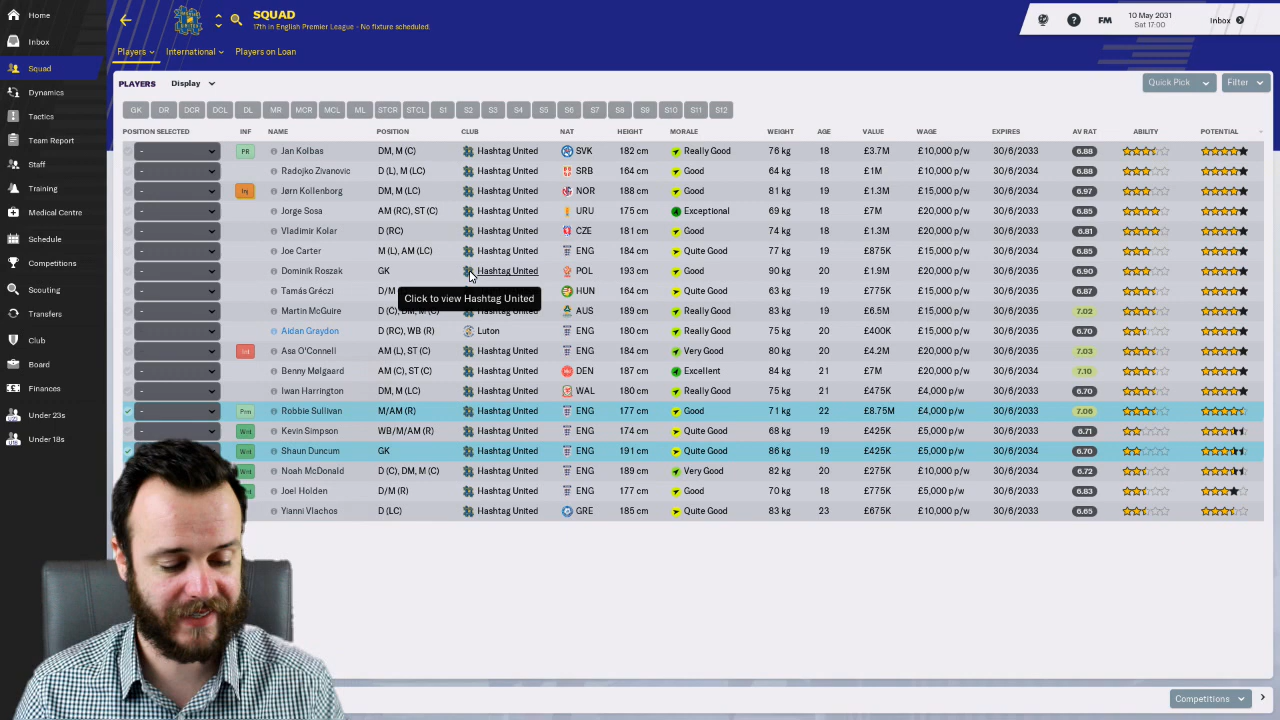 Home
Inbox
Squad
Dynamics
Tactics
Team Report
Staff
Training
Medical Centre
Schedule
Competitions
Scouting
Transfers
Club
Board
Finances
Under 23s
Under 18s
SQUAD
17th in English Premier League - No fixture scheduled.
? FM 10 May 2031 Sat 17:00 Inbox
Players International Players on Loan
PLAYERS Display Quick Pick Filter
GK DR DCR DCL DL MR MCR MCL ML STCR STCL S1 S2 S3 S4 S5 S6 S7 S8 S9 S10 S11 S12
POSITION SELECTED INF NAME POSITION CLUB NAT HEIGHT MORALE WEIGHT AGE VALUE WAGE EXPIRES AV RAT ABILITY POTENTIAL
- PR Jan Kolbas DM, M (C) Hashtag United SVK 182 cm Really Good 76 kg 18 £3.7M £10,000 p/w 30/6/2034 6.88
- Radojko Zivanovic D (L), M (LC) Hashtag United SRB 164 cm Good 64 kg 18 £1M £10,000 p/w 30/6/2034 6.88
- Inj Jørn Kollenborg DM, M (LC) Hashtag United NOR 188 cm Good 81 kg 19 £1.3M £15,000 p/w 30/6/2034 6.97
- Jorge Sosa AM (RC), ST (C) Hashtag United URU 175 cm Exceptional 69 kg 18 £7M £20,000 p/w 30/6/2033 6.85
- Vladimir Kolar D (RC) Hashtag United CZE 181 cm Good 74 kg 18 £1.3M £20,000 p/w 30/6/2033 6.81
- Joe Carter M (L), AM (LC) Hashtag United ENG 184 cm Quite Good 77 kg 19 £875K £15,000 p/w 30/6/2034 6.85
- Dominik Roszak GK Hashtag United POL 193 cm Good 90 kg 20 £1.9M £20,000 p/w 30/6/2034 6.90
- Tamás Gréczi D/M Hashtag United HUN 164 cm Quite Good 63 kg 19 £775K £15,000 p/w 30/6/2033 6.87
Click to view Hashtag United
- Martin McGuire D (C), DM, M (C) Hashtag United AUS 189 cm Really Good 83 kg 19 £6.5M £15,000 p/w 30/6/2035 7.02
- Aidan Graydon D (RC), WB (R) Luton ENG 180 cm Really Good 75 kg 20 £400K £15,000 p/w 30/6/2035 6.70
- Asa O'Connell AM (L), ST (C) Hashtag United ENG 184 cm Very Good 80 kg 20 £4.2M £20,000 p/w 30/6/2035 7.03
- Benny Mølgaard AM (C), ST (C) Hashtag United DEN 187 cm Excellent 84 kg 21 £7M £20,000 p/w 30/6/2034 7.10
- Iwan Harrington DM, M (LC) Hashtag United WAL 180 cm Really Good 75 kg 21 £475K £4,000 p/w 30/6/2034 6.70
- Prm Robbie Sullivan M/AM (R) Hashtag United ENG 177 cm Good 71 kg 22 £8.75M £4,000 p/w 30/6/2033 7.06
- Wnt Kevin Simpson WB/M/AM (R) Hashtag United ENG 174 cm Quite Good 68 kg 19 £425K £5,000 p/w 30/6/2033 6.71
Wnt Shaun Duncum GK Hashtag United ENG 191 cm Quite Good 86 kg 19 £425K £5,000 p/w 30/6/2034 6.70
Wnt Noah McDonald D (C), DM, M (C) Hashtag United ENG 189 cm Very Good 82 kg 20 £275K £10,000 p/w 30/6/2034 6.72
Joel Holden D/M (R) Hashtag United ENG 177 cm Good 70 kg 18 £775K £5,000 p/w 30/6/2033 6.83
Yianni Vlachos D (LC) Hashtag United GRE 185 cm Quite Good 83 kg 23 £170K £10,000 p/w 30/6/2033 6.65
Competitions